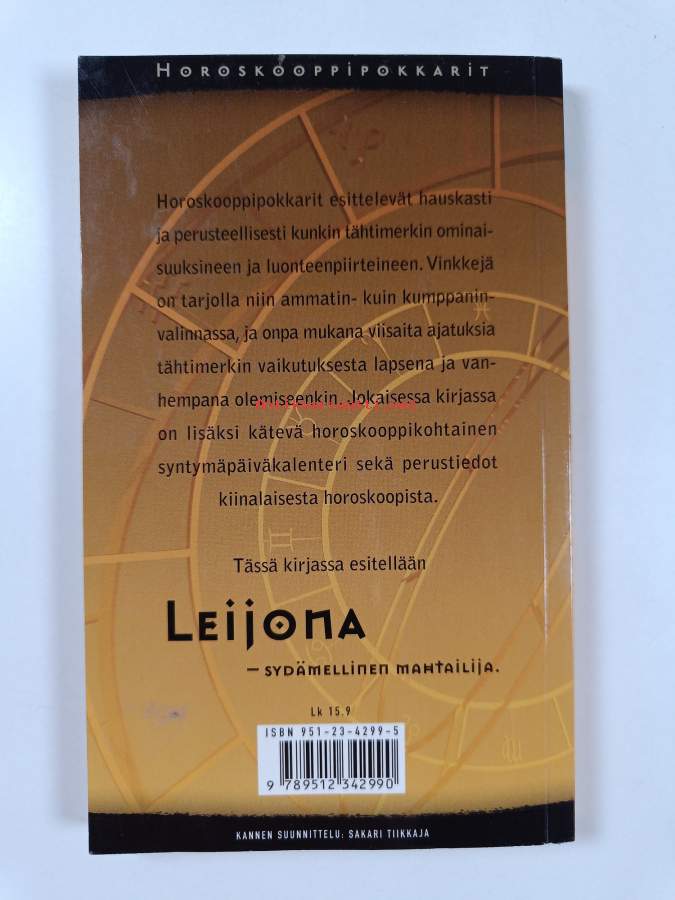 HOROSKOOPPIPOKKARIT
Horoskooppipokkarit esittelevät hauskasti
ja perusteellisesti kunkin tähtimerkin ominai-
suuksineen ja luonteenpiirteineen. Vinkkejä
on tarjolla niin ammatin- kuin kumppanin-
valinnassa, ja onpa mukana viisaita ajatuksia
tähtimerkin vaikutuksesta lapsena ja van-
hempana olemiseenkin. Jokaisessa kirjassa
on lisäksi kätevä horoskooppikohtainen
syntymäpäiväkalenteri sekä perustiedot
kiinalaisesta horoskoopista.
Tässä kirjassa esitellään
LEIJONA
– SYDÄMELLINEN MAHTAILIJA.
Lk 15.9
ISBN 951-23-4299-5
9 789512 342990
KANNEN SUUNNITTELU: SAKARI TIIKKAJA